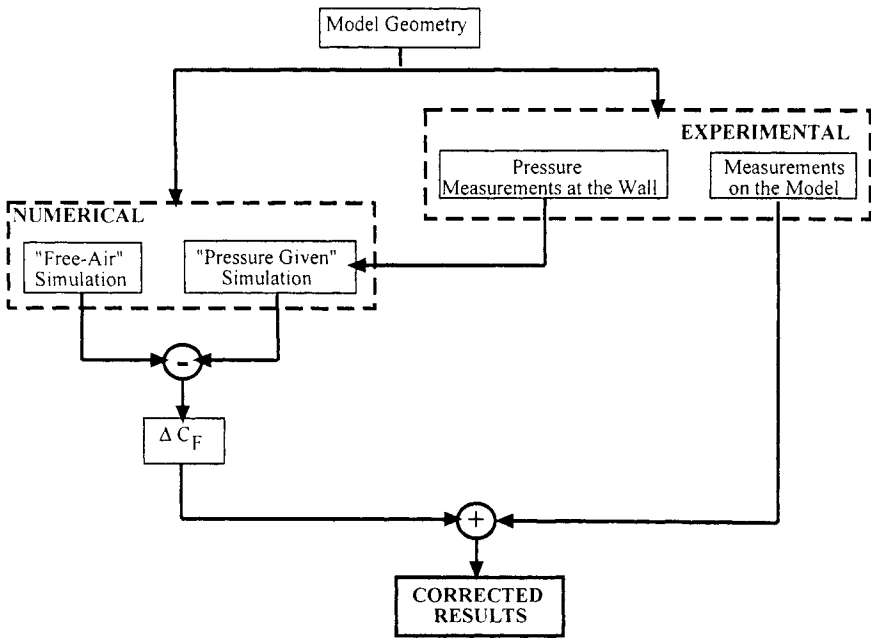 Model Geometry
EXPERIMENTAL
Pressure
Measurements at the Wall
Measurements
on the Model
NUMERICAL
"Free-Air"
Simulation
"Pressure Given"
Simulation
-
Δ C_F
+
CORRECTED
RESULTS